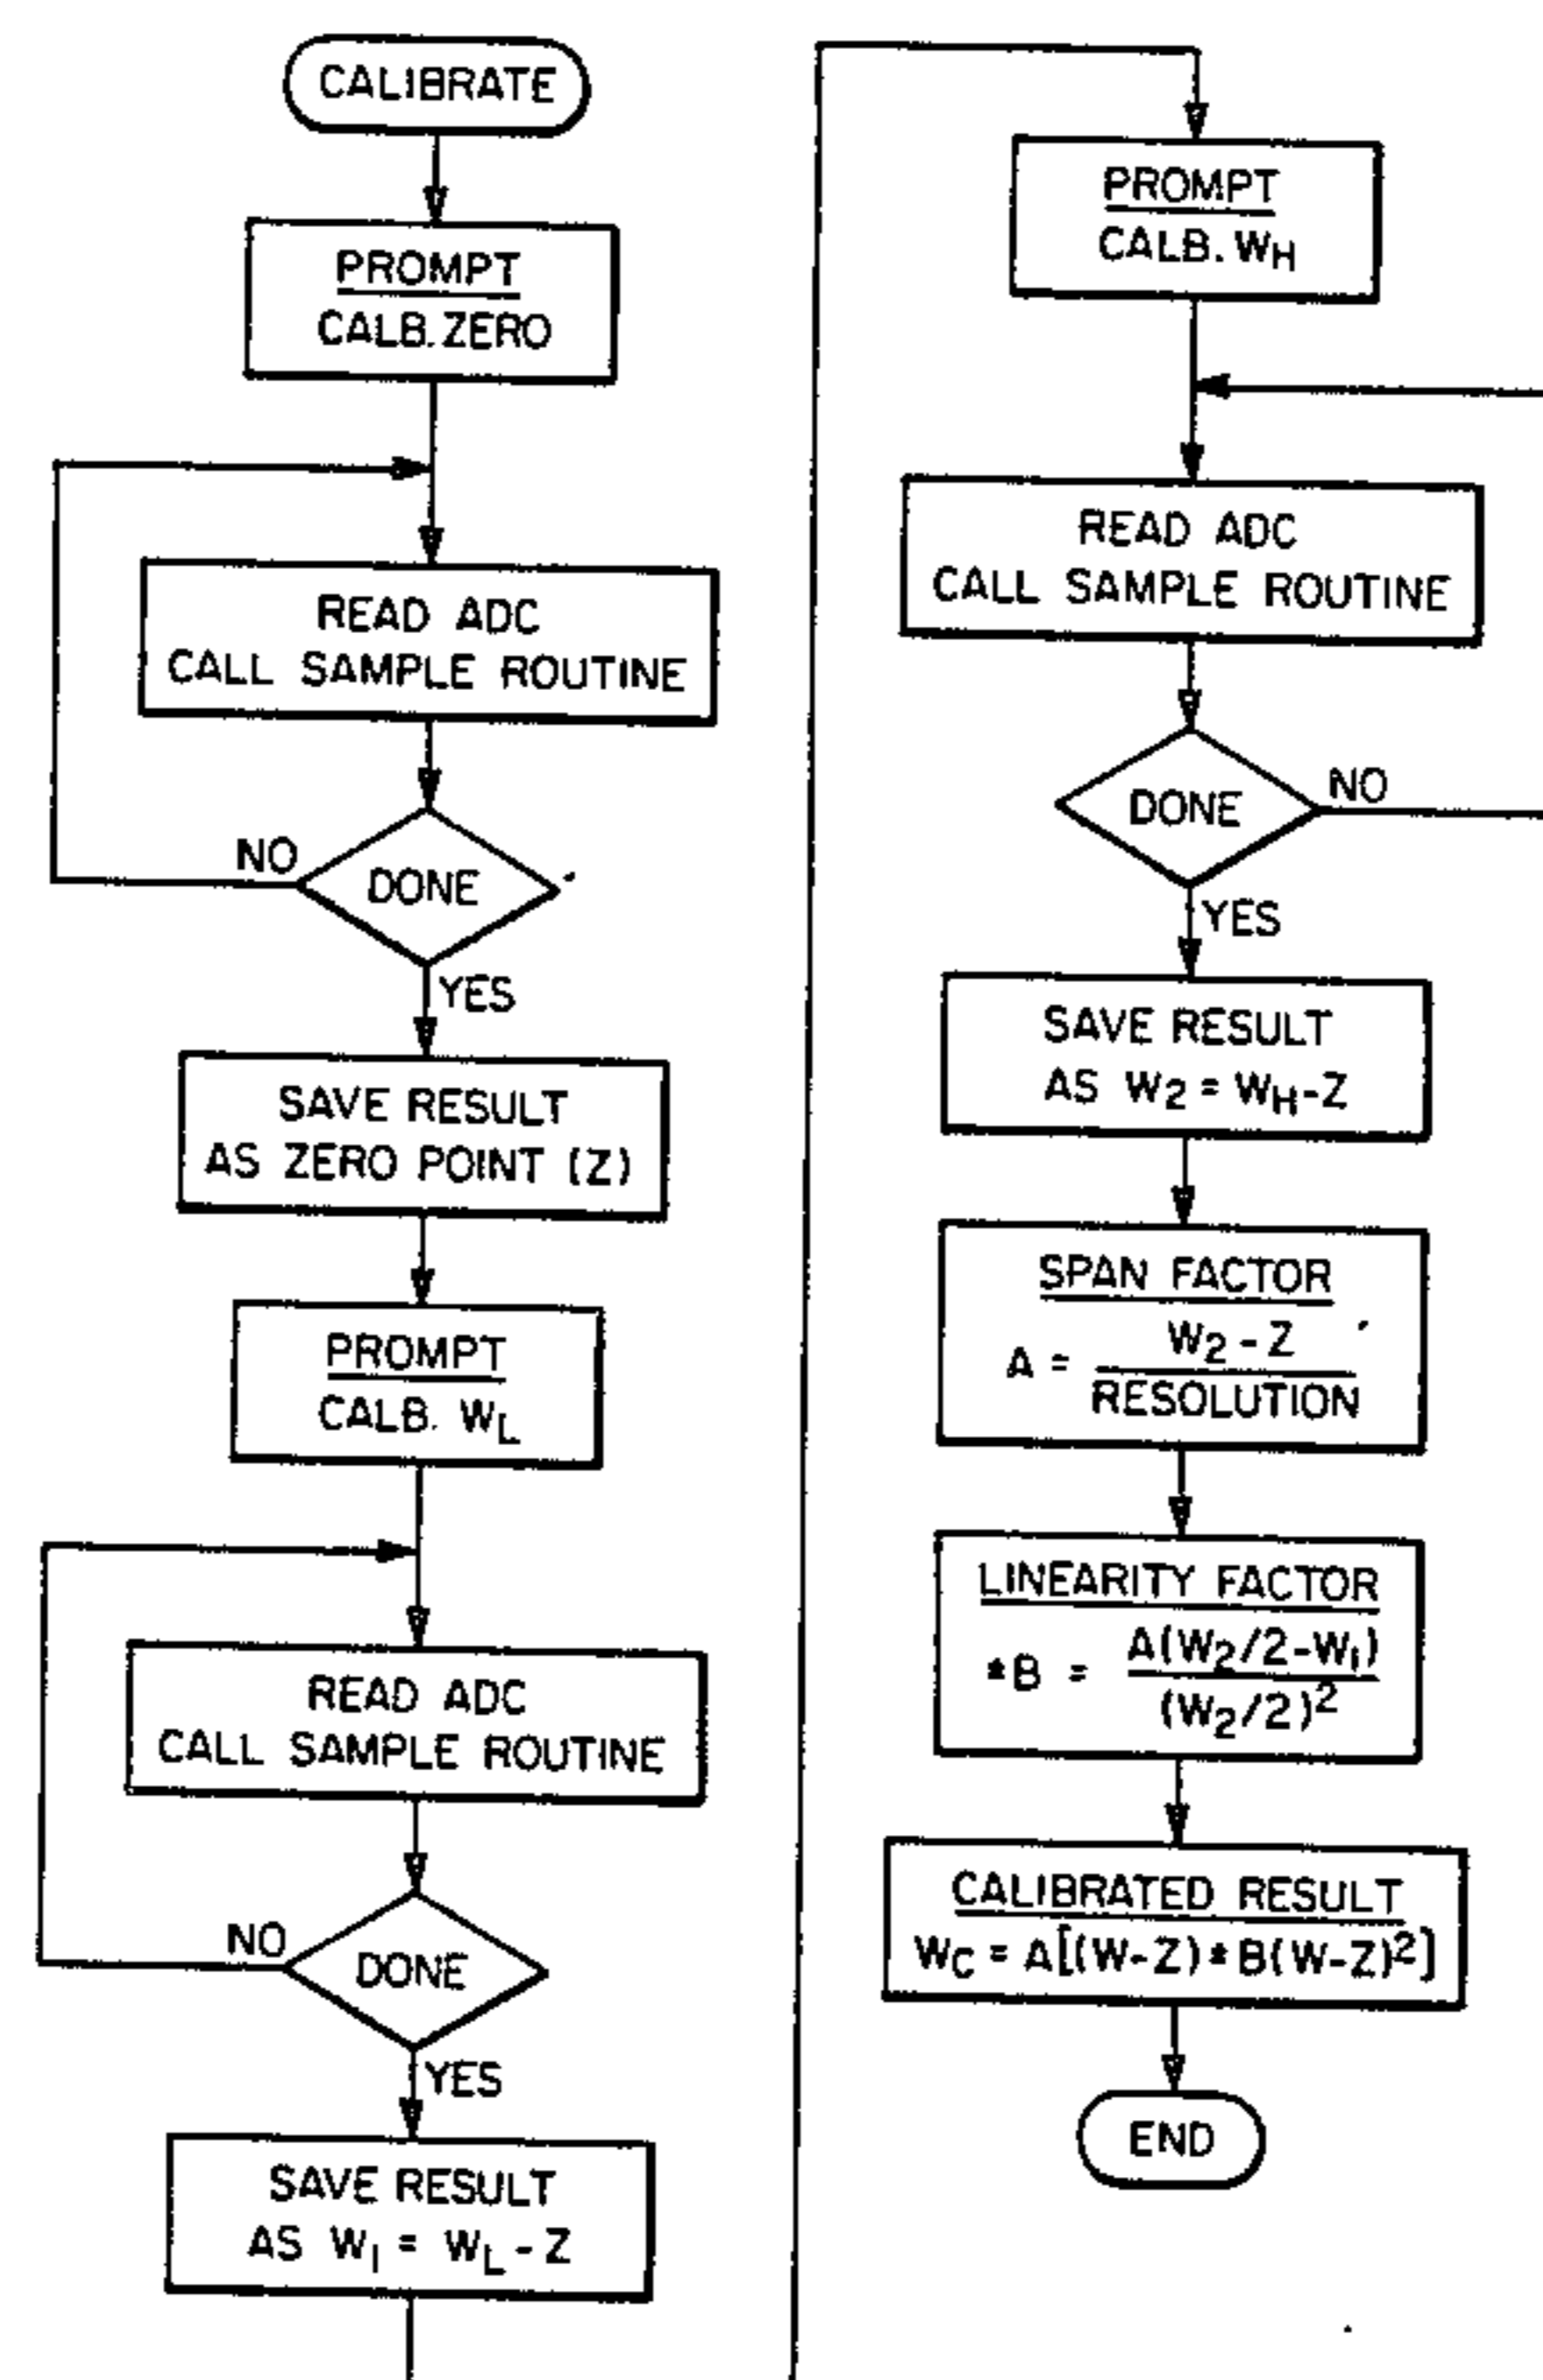 CALIBRATE
PROMPT
CALB. ZERO
READ ADC
CALL SAMPLE ROUTINE
NO
DONE
YES
SAVE RESULT
AS ZERO POINT (Z)
PROMPT
CALB. WL
READ ADC
CALL SAMPLE ROUTINE
NO
DONE
YES
SAVE RESULT
AS W1 = WL - Z
PROMPT
CALB. WH
READ ADC
CALL SAMPLE ROUTINE
DONE
NO
YES
SAVE RESULT
AS W2 = WH - Z
SPAN FACTOR
A = W2 - Z
RESOLUTION
LINEARITY FACTOR
*B = A(W2/2-W1)
(W2/2)2
CALIBRATED RESULT
WC = A[(W-Z) * B(W-Z)2]
END